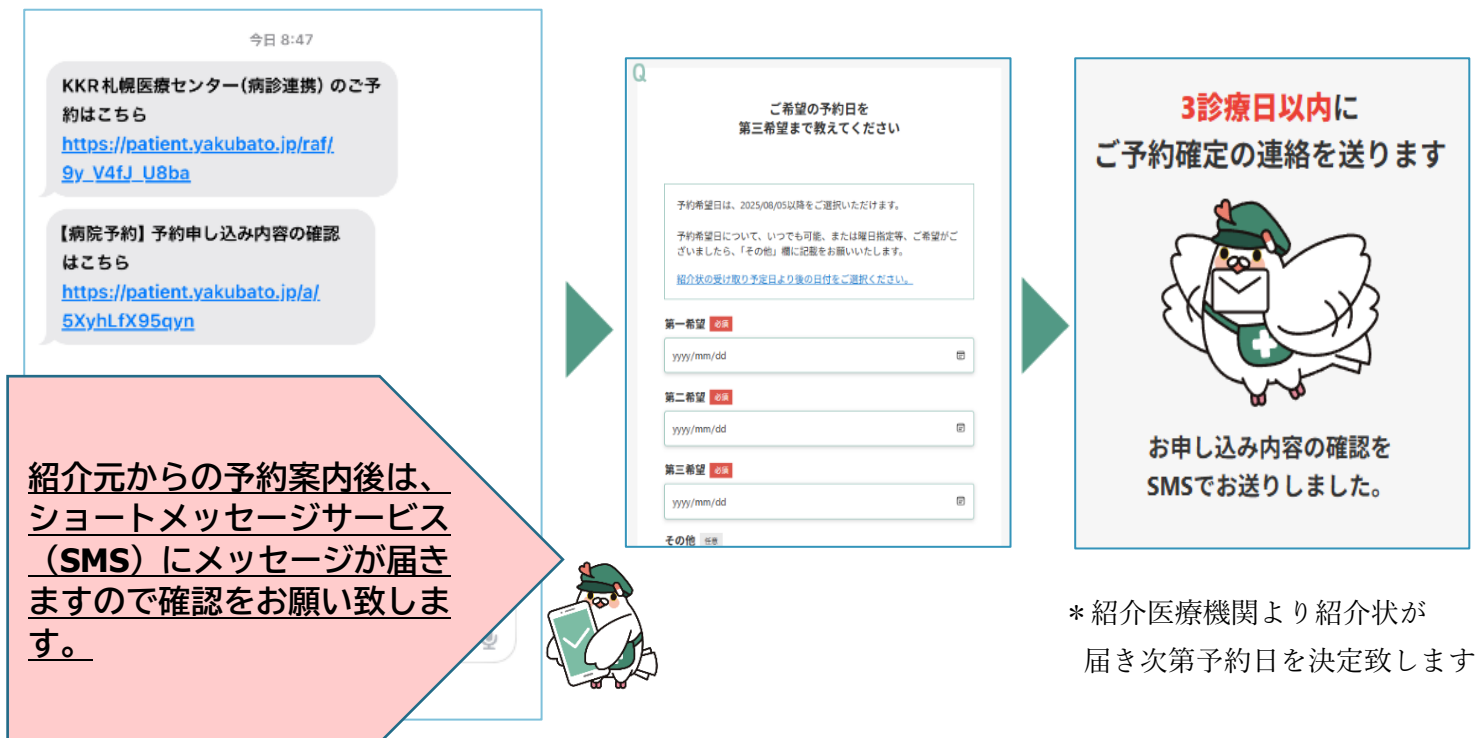 今日 8:47
KKR札幌医療センター(病診連携) のご予
約はこちら
https://patient.yakubato.jp/raf/
9y_V4fJ_U8ba
【病院予約】予約申し込み内容の確認
はこちら
https://patient.yakubato.jp/a/
5XyhLfX95qyn
紹介元からの予約案内後は、
ショートメッセージサービス
（SMS）にメッセージが届き
ますので確認をお願い致しま
す。
Q
ご希望の予約日を
第三希望まで教えてください
予約希望日は、2025/08/05以降をご選択いただけます。
予約希望日について、いつでも可能、または曜日指定等、ご希望がご
ざいましたら、「その他」欄に記載をお願いいたします。
紹介状の受け取り予定日より後の日付をご選択ください。
第一希望 必須
yyyy/mm/dd
第二希望 必須
yyyy/mm/dd
第三希望 必須
yyyy/mm/dd
その他 任意
3診療日以内に
ご予約確定の連絡を送ります
お申し込み内容の確認を
SMSでお送りしました。
＊紹介医療機関より紹介状が
届き次第予約日を決定致します